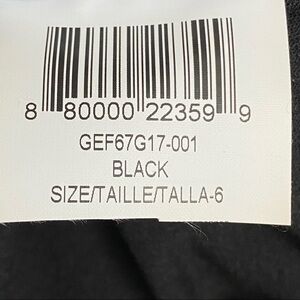 8 80000 22359 9
GEF67G17-001
BLACK
SIZE/TAILLE/TALLA-6